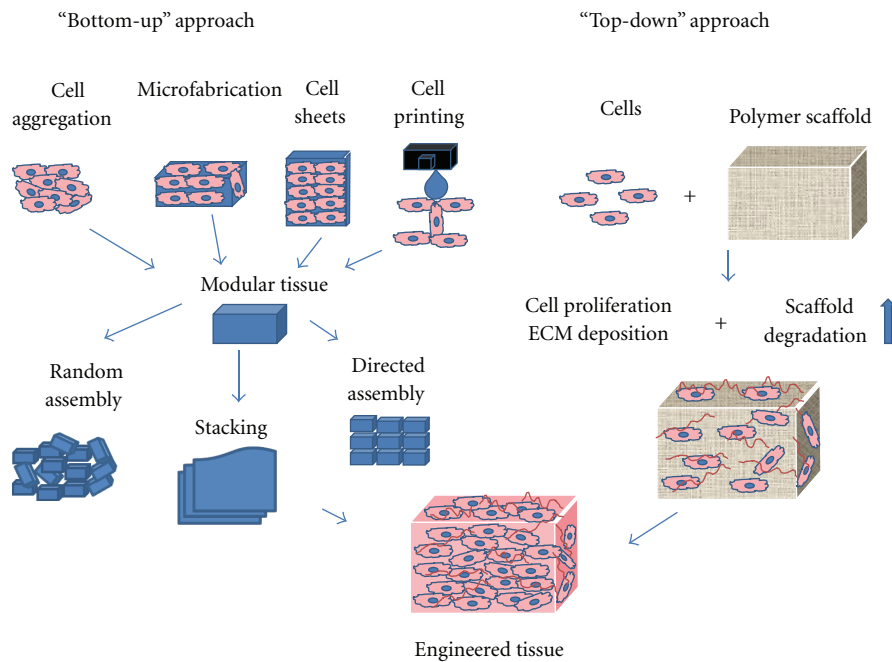 “Bottom-up” approach
“Top-down” approach
Cell
aggregation
Microfabrication
Cell
sheets
Cell
printing
Cells
+
Polymer scaffold
Modular tissue
Cell proliferation
ECM deposition
+
Scaffold
degradation
Random
assembly
Stacking
Directed
assembly
Engineered tissue